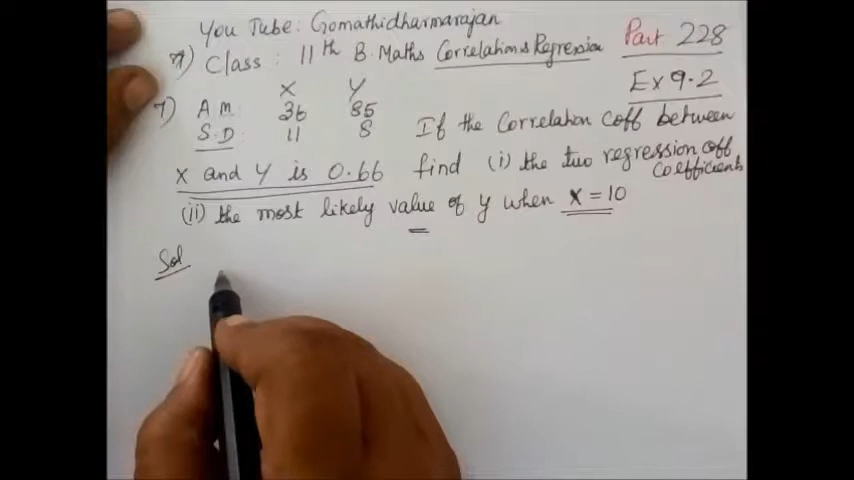 You Tube: Gomathidharmarajan
Class: 11th B. Maths Correlation & Regression Part 228
Ex 9.2
X Y
7) A M 36 85
S.D 11 8 If the Correlation coff between
X and Y is 0.66 find (i) the two regression coff
coefficients
(ii) the most likely value of y when x = 10
Sol